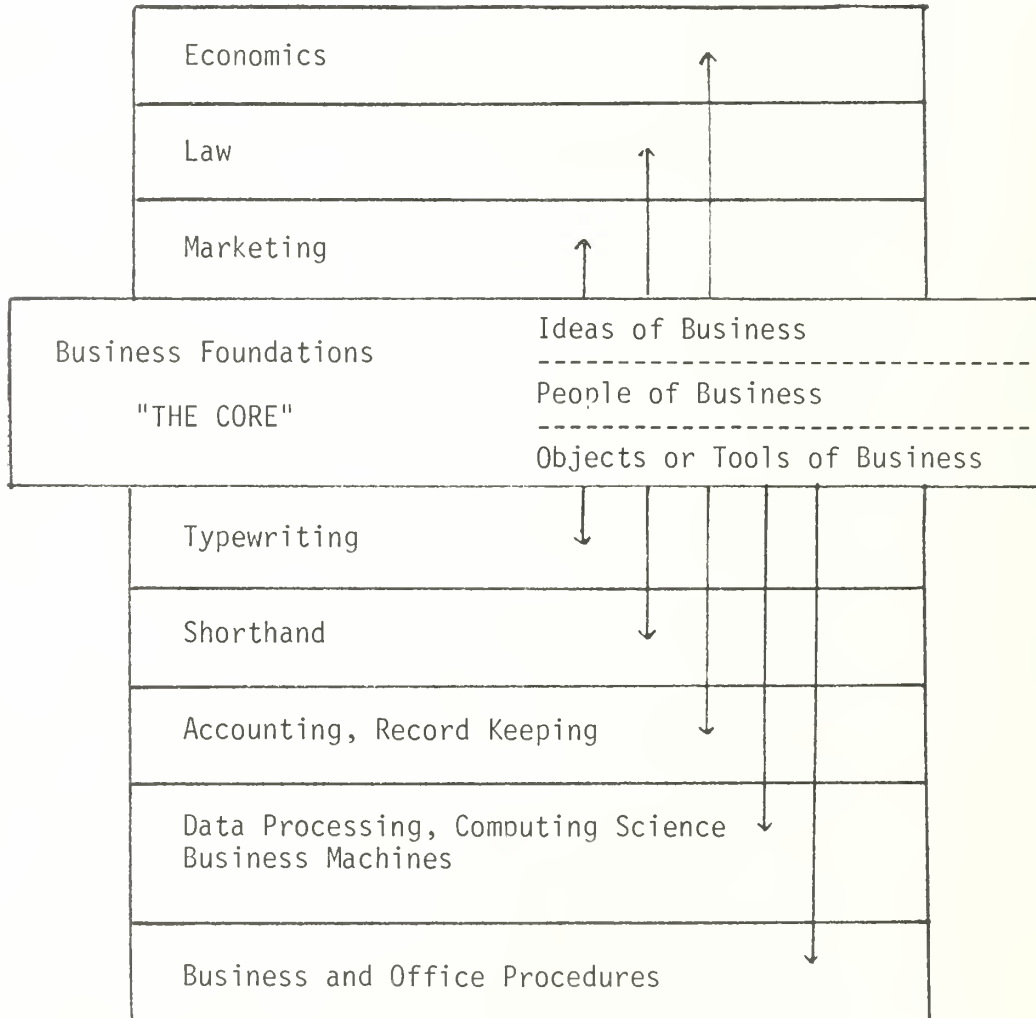 Economics
Law
Marketing
Business Foundations
"THE CORE"
Ideas of Business
People of Business
Objects or Tools of Business
Typewriting
Shorthand
Accounting, Record Keeping
Data Processing, Computing Science
Business Machines
Business and Office Procedures